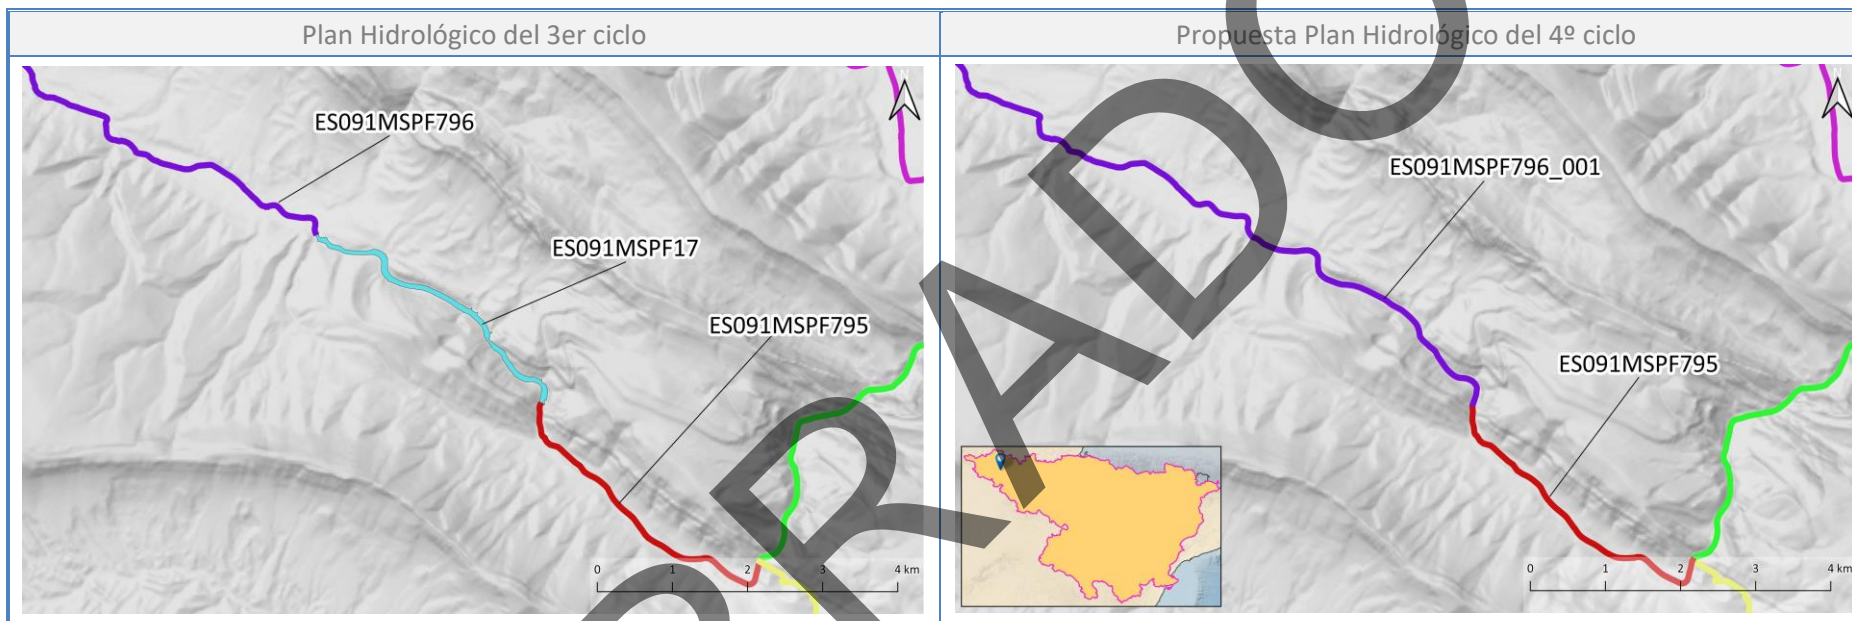 Plan Hidrológico del 3er ciclo
Propuesta Plan Hidrológico del 4º ciclo
ES091MSPF796
ES091MSPF17
ES091MSPF795
0 1 2 3 4 km
ES091MSPF796_001
ES091MSPF795
0 1 2 3 4 km
RADO